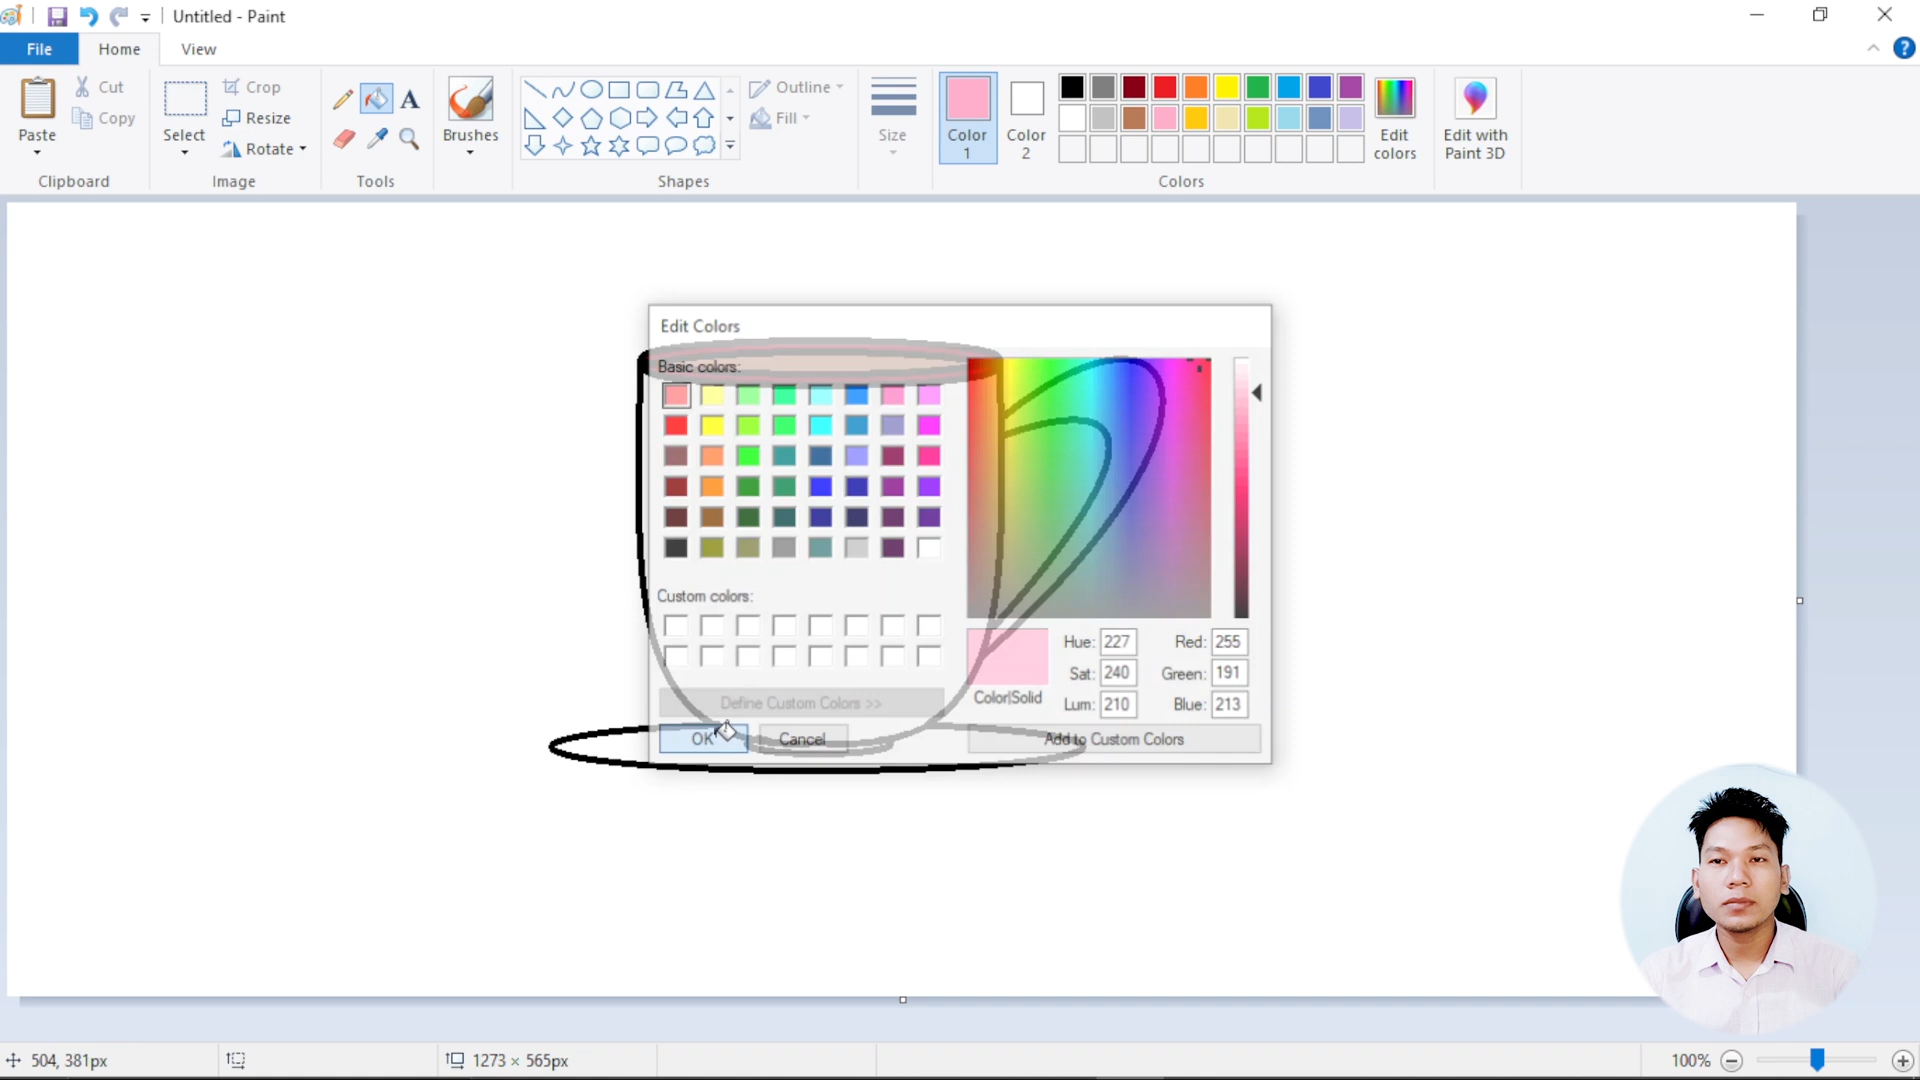 Untitled - Paint
File Home View
Paste
Cut
Copy
Clipboard
Select
Crop
Resize
Rotate
Image
A
Tools
Brushes
Shapes
Outline
Fill
Size
Color 1
Color 2
Edit colors
Colors
Edit with Paint 3D
?
Edit Colors
Basic colors:
Custom colors:
Define Custom Colors >>
OK
Cancel
Color|Solid
Hue: 227
Sat: 240
Lum: 210
Red: 255
Green: 191
Blue: 213
Add to Custom Colors
504, 381px
1273 × 565px
100%